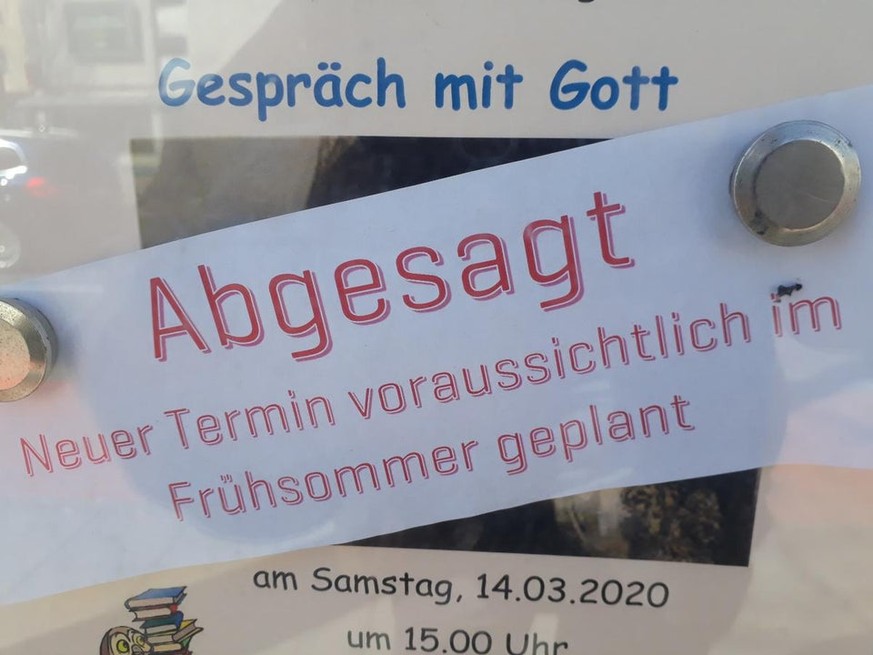 Gespräch mit Gott
Abgesagt
Neuer Termin voraussichtlich im
Frühsommer geplant
am Samstag, 14.03.2020
um 15.00 Uhr